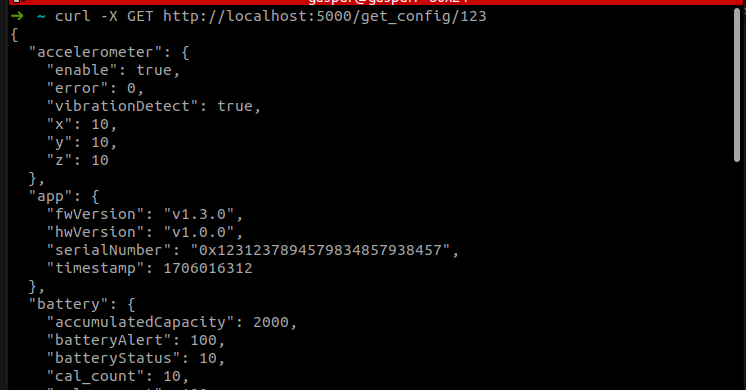 ➜  ~ curl -X GET http://localhost:5000/get_config/123
{
  "accelerometer": {
    "enable": true,
    "error": 0,
    "vibrationDetect": true,
    "x": 10,
    "y": 10,
    "z": 10
  },
  "app": {
    "fwVersion": "v1.3.0",
    "hwVersion": "v1.0.0",
    "serialNumber": "0x1231237894579834857938457",
    "timestamp": 1706016312
  },
  "battery": {
    "accumulatedCapacity": 2000,
    "batteryAlert": 100,
    "batteryStatus": 10,
    "cal_count": 10,